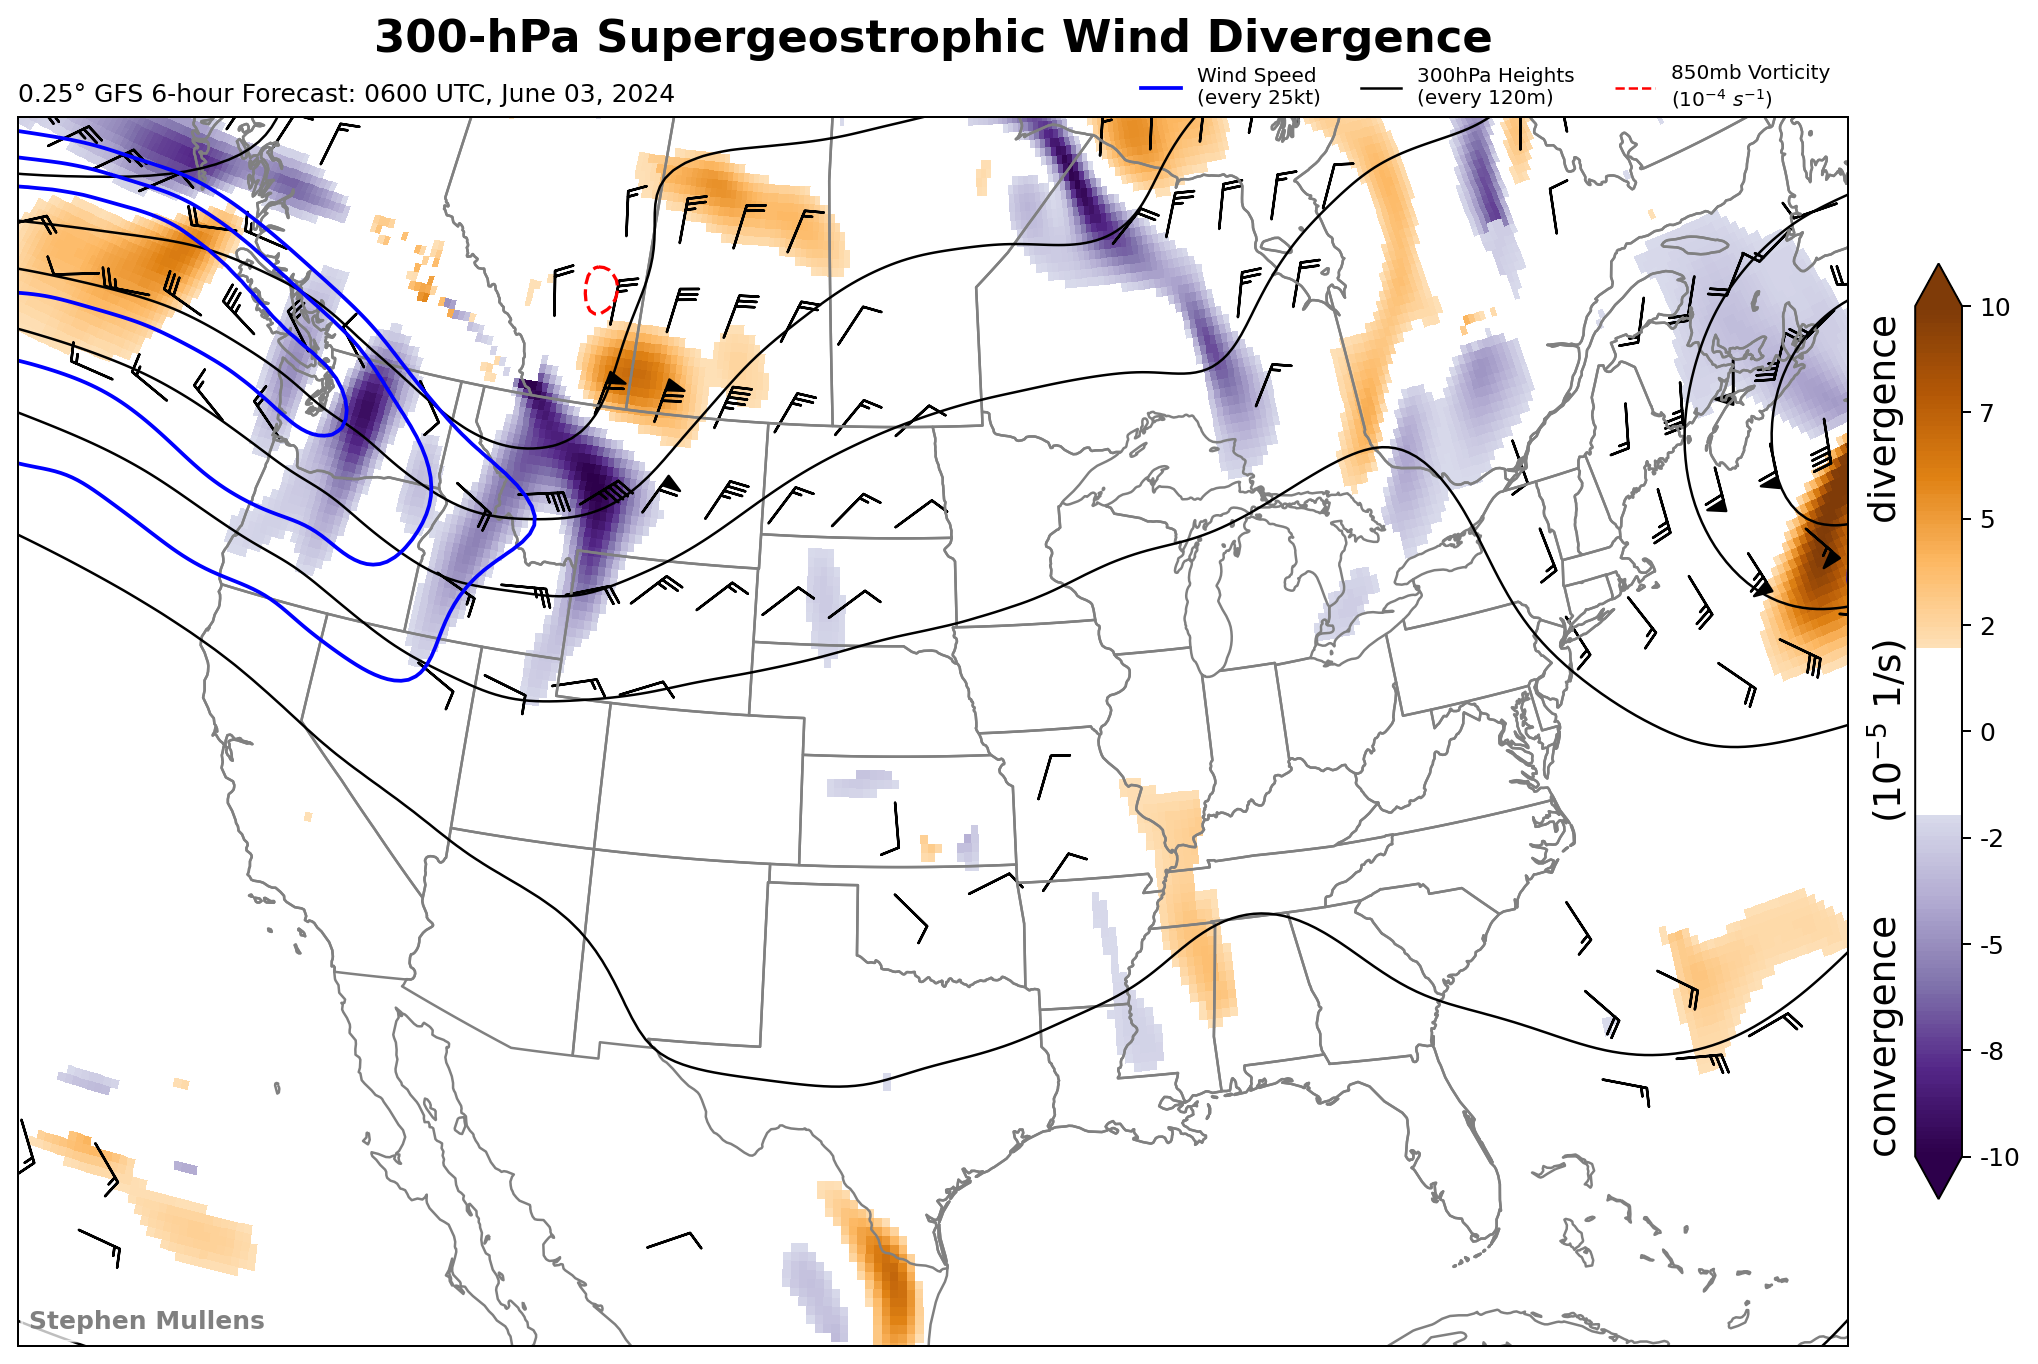 300-hPa Supergeostrophic Wind Divergence
0.25° GFS 6-hour Forecast: 0600 UTC, June 03, 2024
Wind Speed
(every 25kt)
300hPa Heights
(every 120m)
850mb Vorticity
(10⁻⁴ s⁻¹)
10
7
5
2
0
-2
-5
-8
-10
convergence (10⁻⁵ 1/s) divergence
Stephen Mullens